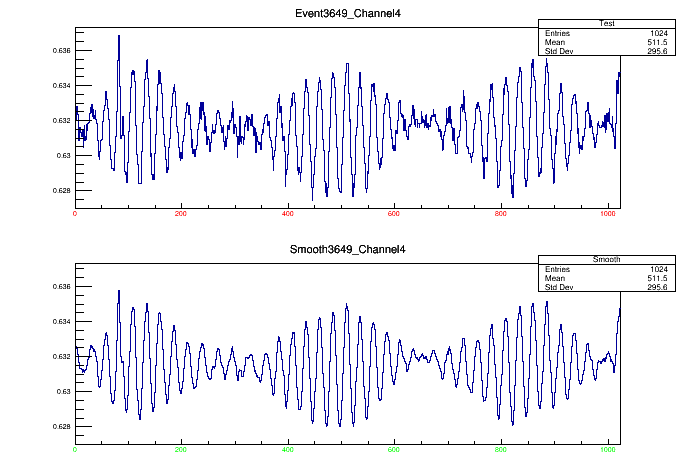 Event3649_Channel4
Test
Entries 1024
Mean 511.5
Std Dev 295.6
0.636
0.634
0.632
0.63
0.628
0 200 400 600 800 1000
Smooth3649_Channel4
Smooth
Entries 1024
Mean 511.5
Std Dev 295.6
0.636
0.634
0.632
0.63
0.628
0 200 400 600 800 1000